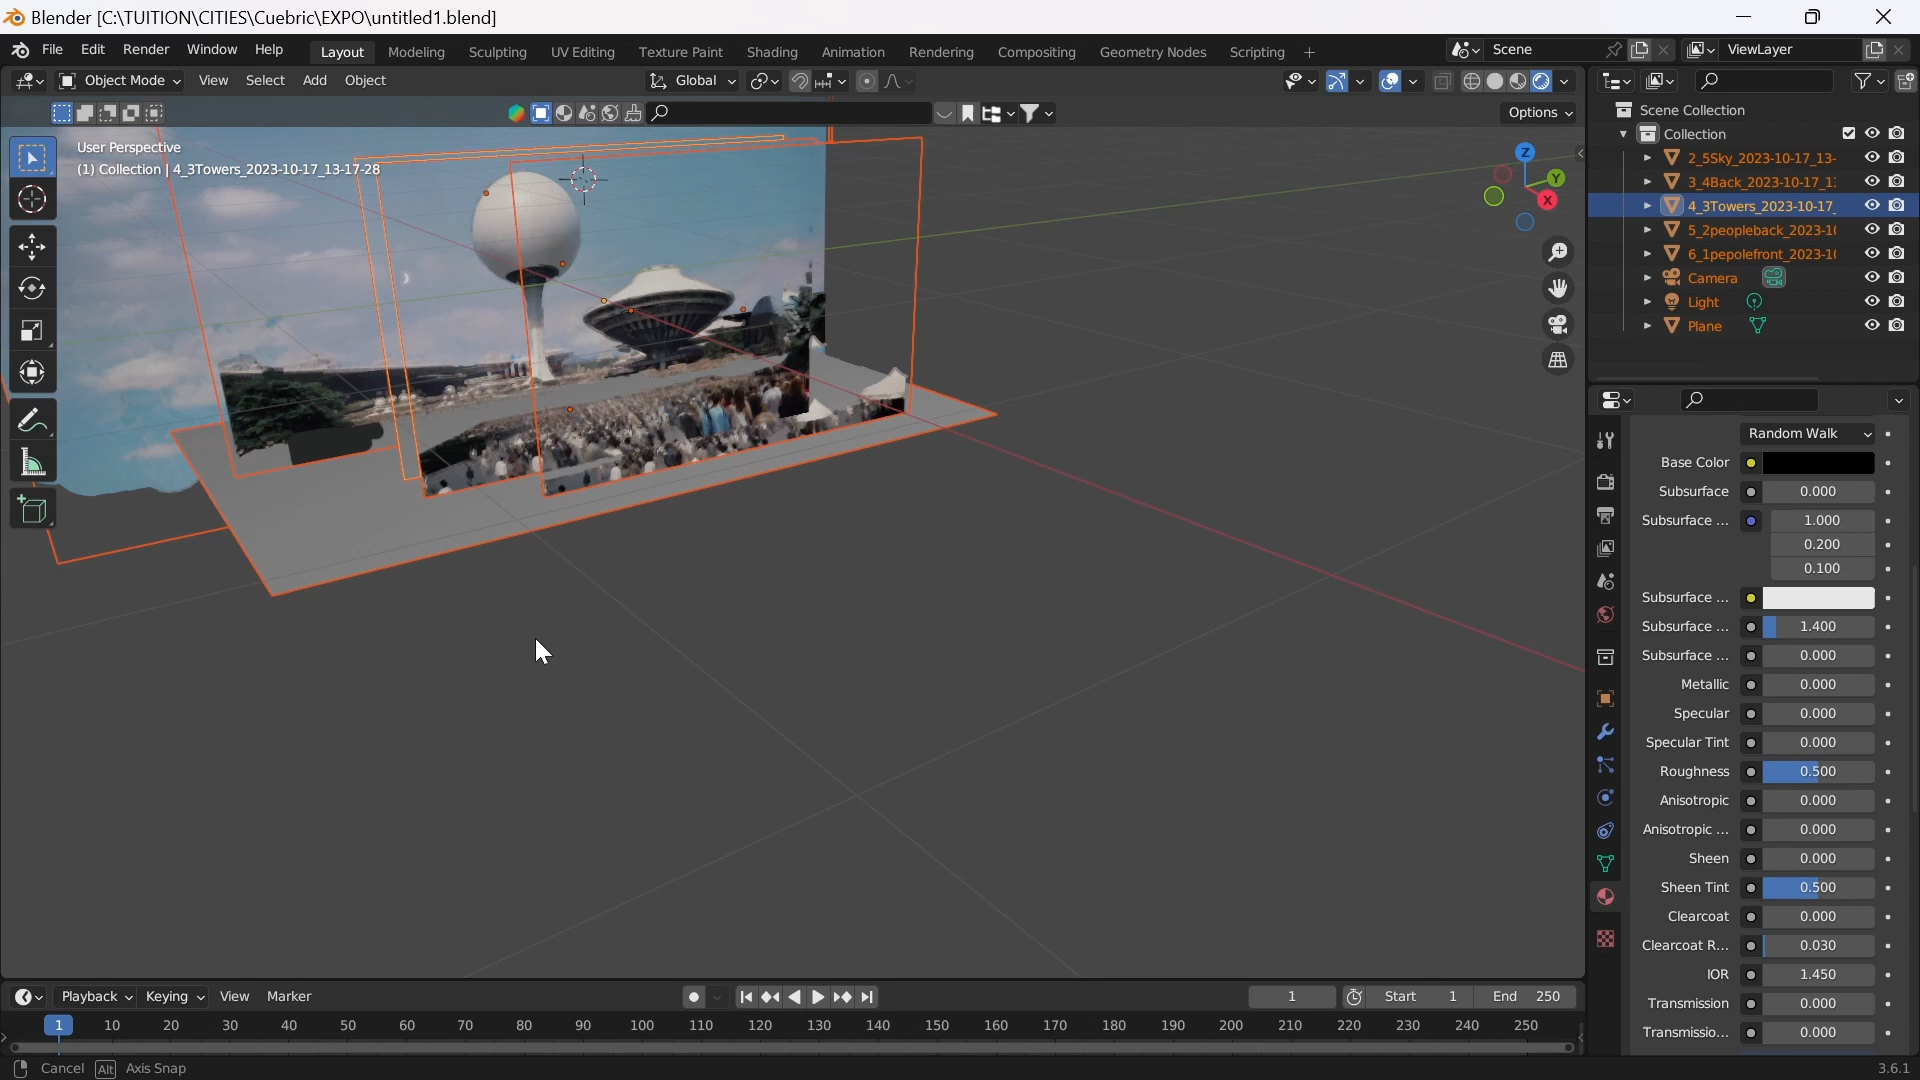 Blender [C:\TUITION\CITIES\Cuebric\EXPO\untitled1.blend]
File Edit Render Window Help Layout Modeling Sculpting UV Editing Texture Paint Shading Animation Rendering Compositing Geometry Nodes Scripting + Scene ViewLayer
Object Mode View Select Add Object Global
Options
User Perspective
(1) Collection | 4_3Towers_2023-10-17_13-17-28
Z
Y
X
Scene Collection
Collection
2_5Sky_2023-10-17_13-
3_4Back_2023-10-17_1
4_3Towers_2023-10-17_
5_2peopleback_2023-1
6_1pepolefront_2023-1
Camera
Light
Plane
Random Walk
Base Color
Subsurface 0.000
Subsurface ... 1.000
0.200
0.100
Subsurface ...
Subsurface ... 1.400
Subsurface ... 0.000
Metallic 0.000
Specular 0.000
Specular Tint 0.000
Roughness 0.500
Anisotropic 0.000
Anisotropic ... 0.000
Sheen 0.000
Sheen Tint 0.500
Clearcoat 0.000
Clearcoat R... 0.030
IOR 1.450
Transmission 0.000
Transmissio... 0.000
Playback Keying View Marker 1 Start 1 End 250
1 10 20 30 40 50 60 70 80 90 100 110 120 130 140 150 160 170 180 190 200 210 220 230 240 250
Cancel Alt Axis Snap 3.6.1